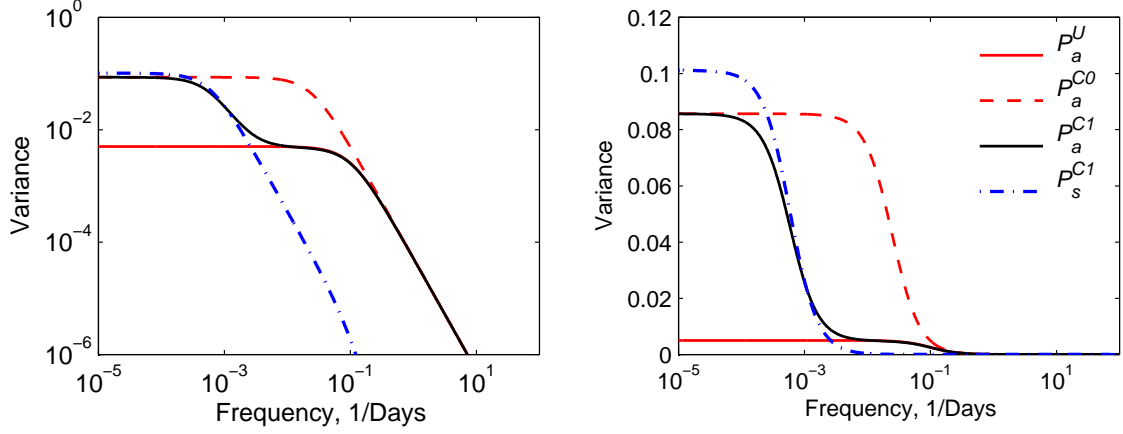 10^0
10^−2
10^−4
10^−6
Variance
10^−5
10^−3
10^−1
10^1
Frequency, 1/Days
0.12
0.1
0.08
0.06
0.04
0.02
0
Variance
10^−5
10^−3
10^−1
10^1
Frequency, 1/Days
P_a^U
P_a^C0
P_a^C1
P_s^C1